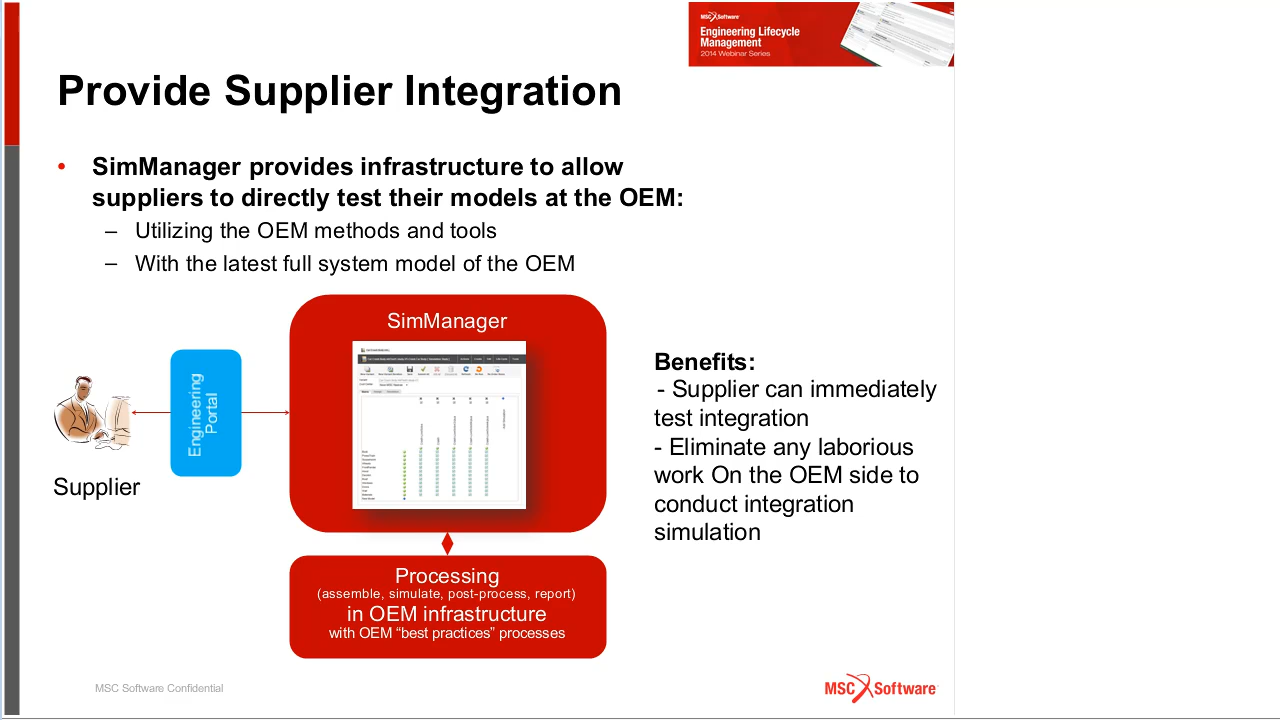 MSC Software
Engineering Lifecycle
Management
2014 Webinar Series
Provide Supplier Integration
• SimManager provides infrastructure to allow
suppliers to directly test their models at the OEM:
– Utilizing the OEM methods and tools
– With the latest full system model of the OEM
SimManager
Engineering
Portal
Supplier
Benefits:
- Supplier can immediately
test integration
- Eliminate any laborious
work On the OEM side to
conduct integration
simulation
Processing
(assemble, simulate, post-process, report)
in OEM infrastructure
with OEM “best practices” processes
MSC Software Confidential
MSC Software